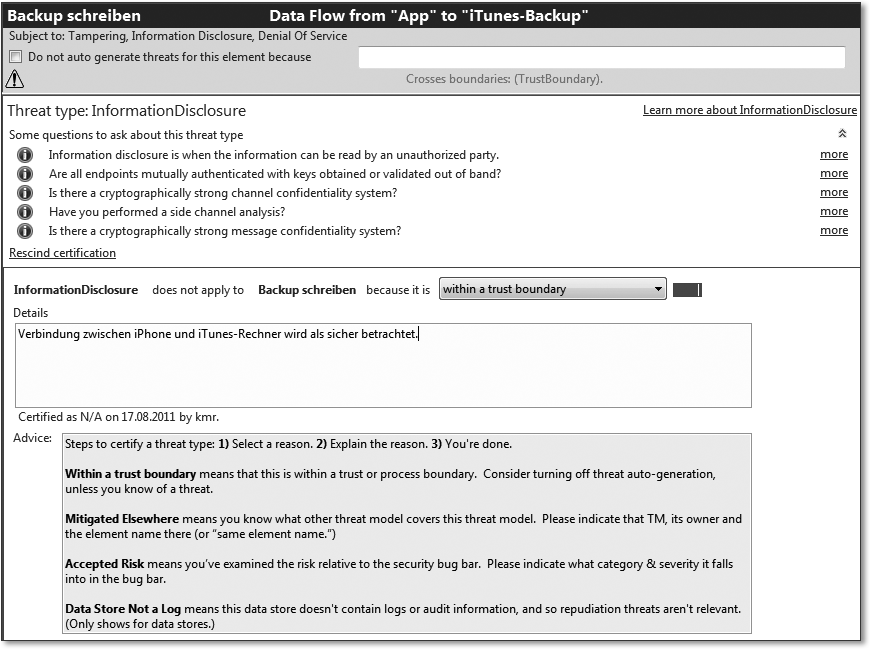 Backup schreiben Data Flow from "App" to "iTunes-Backup"
Subject to: Tampering, Information Disclosure, Denial Of Service
Do not auto generate threats for this element because
Crosses boundaries: (TrustBoundary).
Threat type: InformationDisclosure Learn more about InformationDisclosure
Some questions to ask about this threat type
Information disclosure is when the information can be read by an unauthorized party. more
Are all endpoints mutually authenticated with keys obtained or validated out of band? more
Is there a cryptographically strong channel confidentiality system? more
Have you performed a side channel analysis? more
Is there a cryptographically strong message confidentiality system? more
Rescind certification
InformationDisclosure does not apply to Backup schreiben because it is within a trust boundary
Details
Verbindung zwischen iPhone und iTunes-Rechner wird als sicher betrachtet.
Certified as N/A on 17.08.2011 by kmr.
Advice: Steps to certify a threat type: 1) Select a reason. 2) Explain the reason. 3) You're done.
Within a trust boundary means that this is within a trust or process boundary. Consider turning off threat auto-generation,
unless you know of a threat.
Mitigated Elsewhere means you know what other threat model covers this threat model. Please indicate that TM, its owner and
the element name there (or “same element name.”)
Accepted Risk means you’ve examined the risk relative to the security bug bar. Please indicate what category & severity it falls
into in the bug bar.
Data Store Not a Log means this data store doesn't contain logs or audit information, and so repudiation threats aren't relevant.
(Only shows for data stores.)